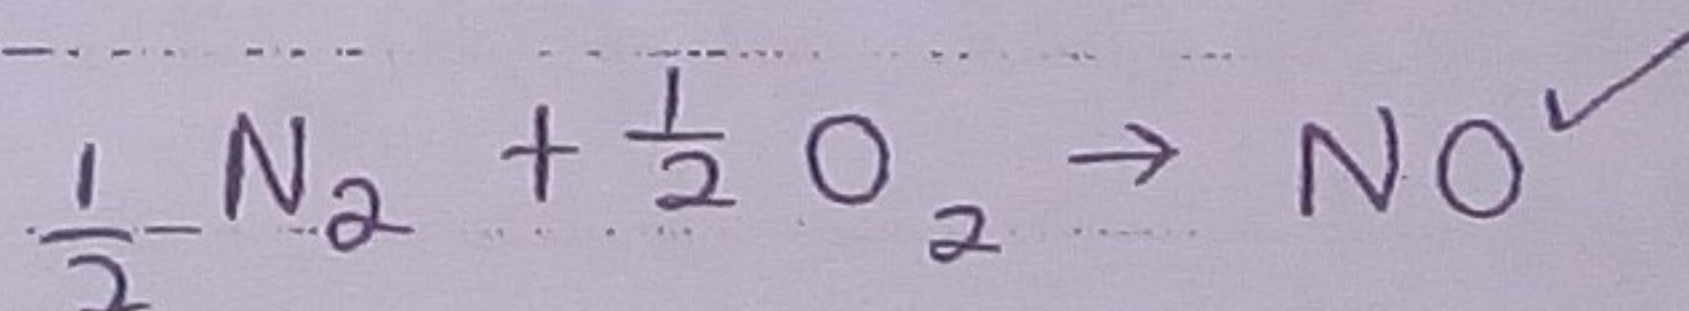 ½ N₂ + ½ O₂ → NO ✓